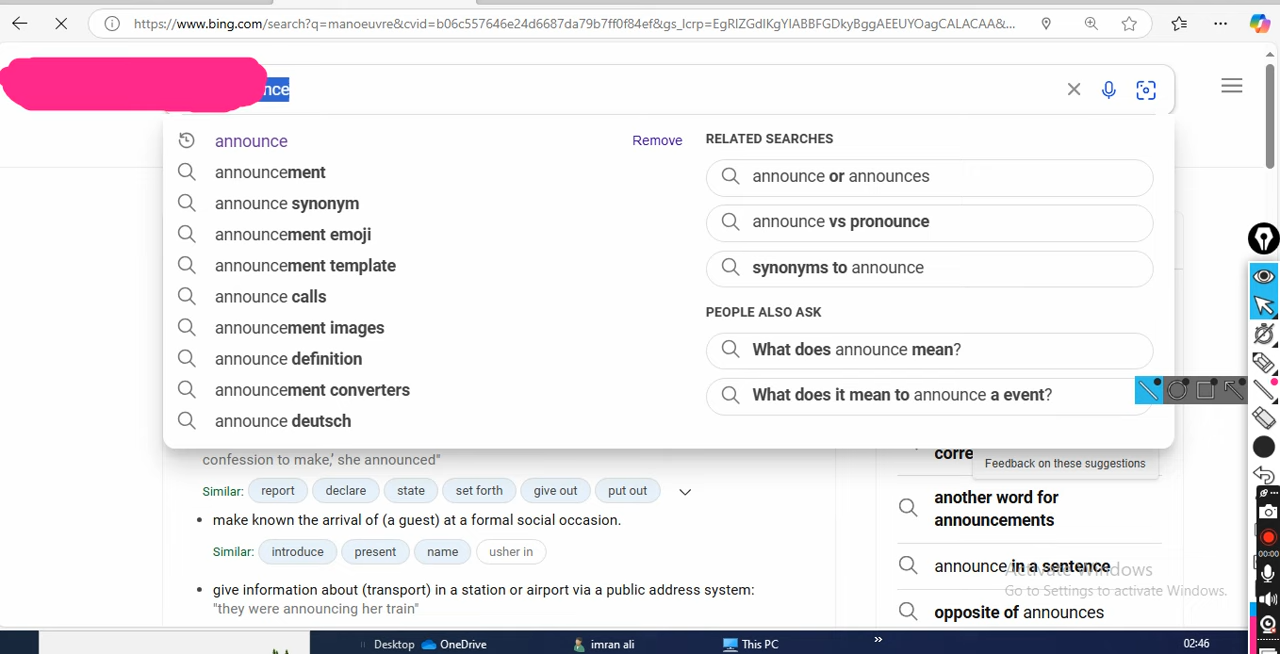 https://www.bing.com/search?q=manoeuvre&cvid=b06c557646e24d6687da79b7ff0f84ef&gs_lcrp=EgRlZGdlKgYIABBFGDkyBggAEEUYOagCALACAA&...
nce
announce
Remove
announcement
announce synonym
announcement emoji
announcement template
announce calls
announcement images
announce definition
announcement converters
announce deutsch
RELATED SEARCHES
announce or announces
announce vs pronounce
synonyms to announce
PEOPLE ALSO ASK
What does announce mean?
What does it mean to announce a event?
confession to make,' she announced"
Similar: report declare state set forth give out put out
• make known the arrival of (a guest) at a formal social occasion.
Similar: introduce present name usher in
• give information about (transport) in a station or airport via a public address system:
"they were announcing her train"
corre
Feedback on these suggestions
another word for
announcements
announce in a sentence
opposite of announces
Activate Windows
Go to Settings to activate Windows.
00:00
Desktop OneDrive imran ali This PC » 02:46